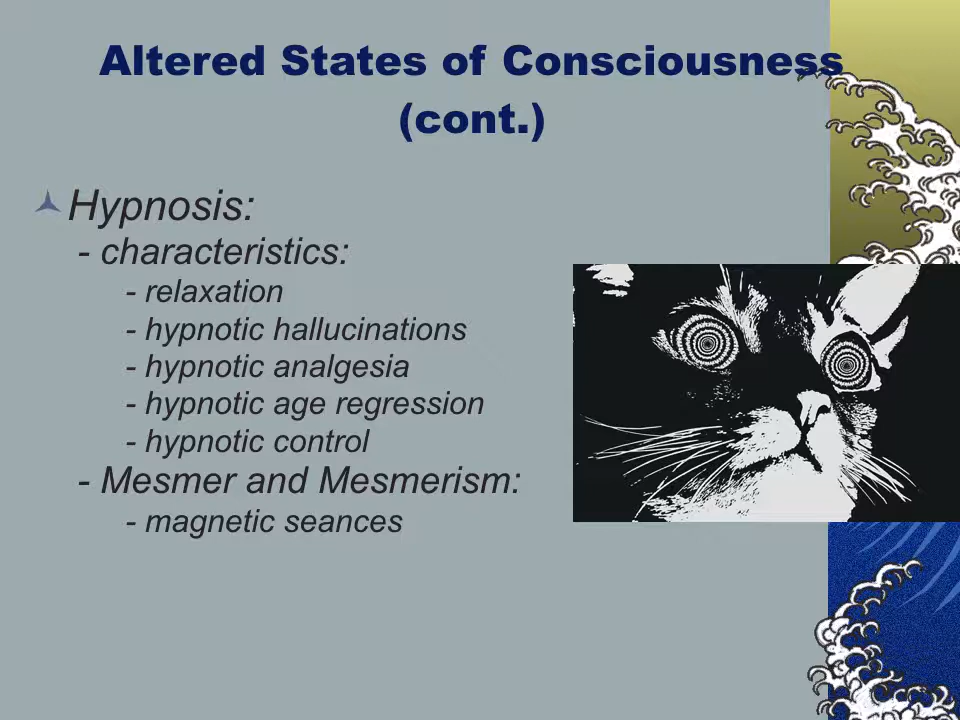 Altered States of Consciousness
(cont.)
Hypnosis:
- characteristics:
- relaxation
- hypnotic hallucinations
- hypnotic analgesia
- hypnotic age regression
- hypnotic control
- Mesmer and Mesmerism:
- magnetic seances